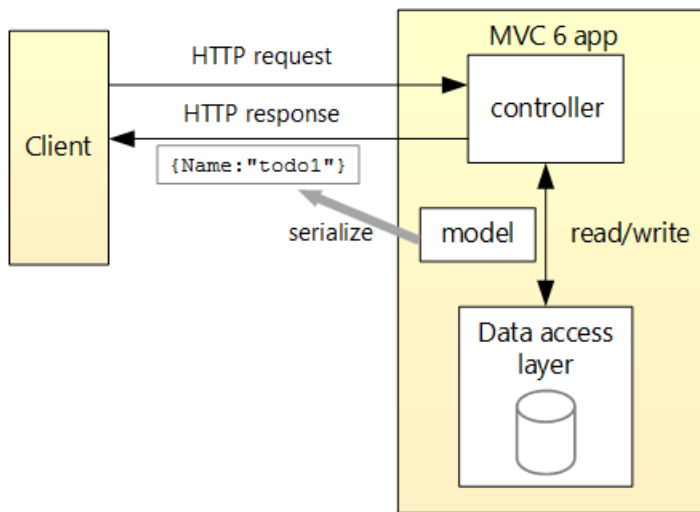 MVC 6 app
HTTP request
controller
HTTP response
Client
{Name:"todo1"}
serialize
model
read/write
Data access
layer